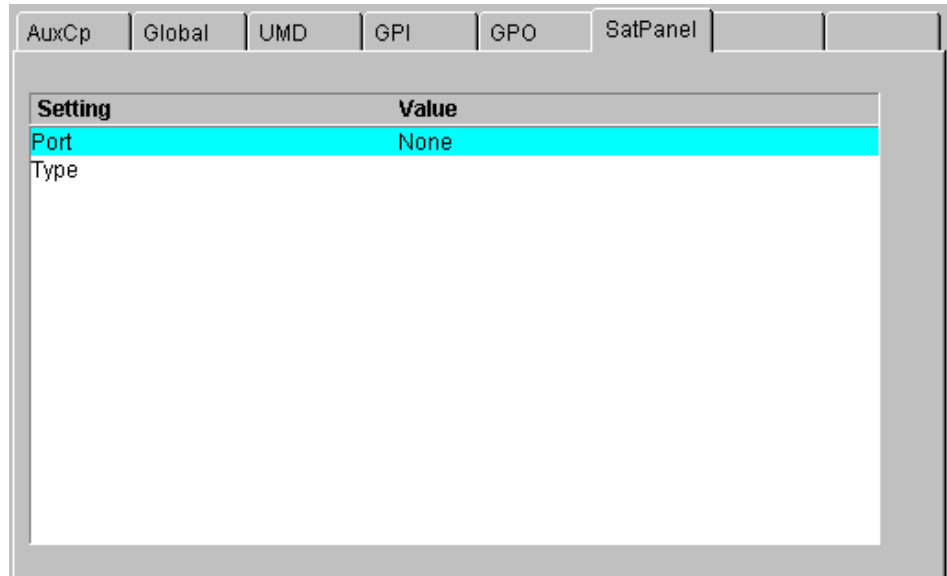 AuxCp Global UMD GPI GPO SatPanel
Setting Value
Port None
Type